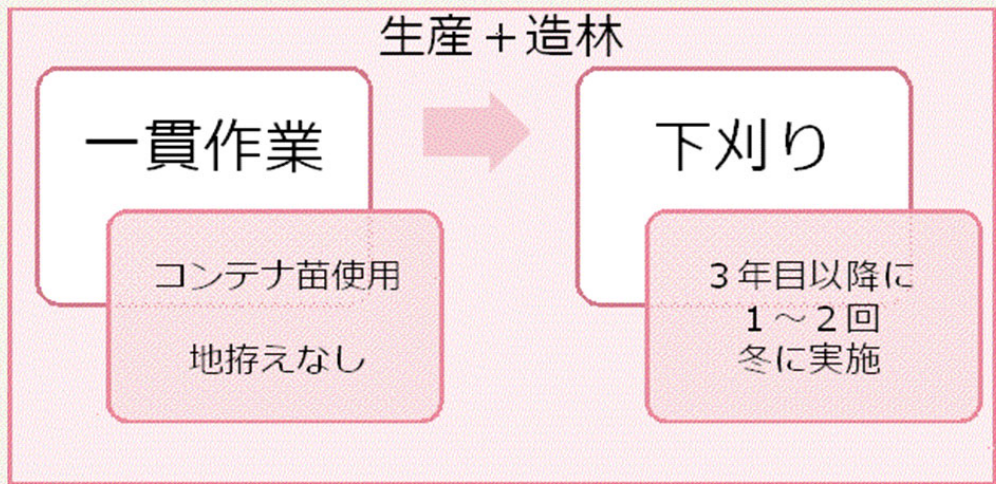 生産＋造林
一貫作業
コンテナ苗使用
地拵えなし
下刈り
３年目以降に
１～２回
冬に実施